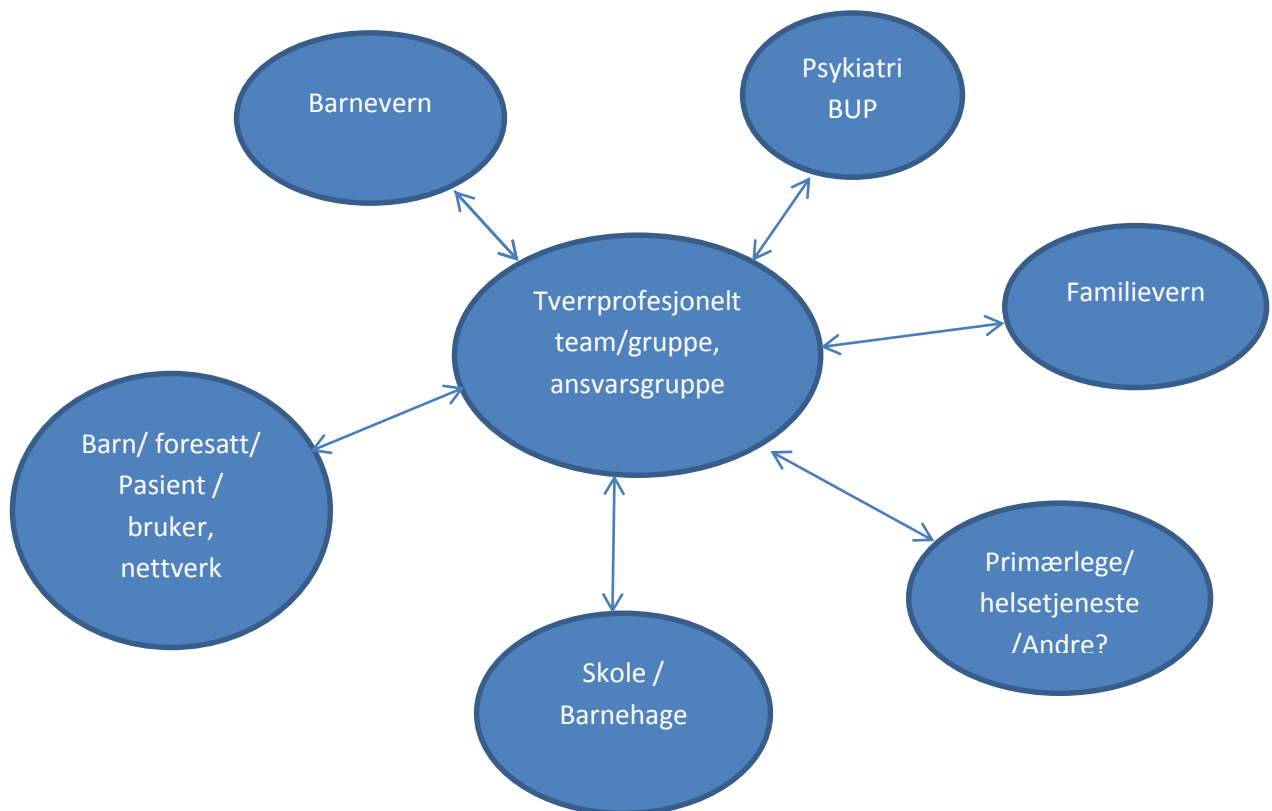 Barnevern
Psykiatri
BUP
Familievern
Tverrprofesjonelt
team/gruppe,
ansvarsgruppe
Barn/ foresatt/
Pasient /
bruker,
nettverk
Primærlege/
helsetjeneste
/Andre?
Skole /
Barnehage